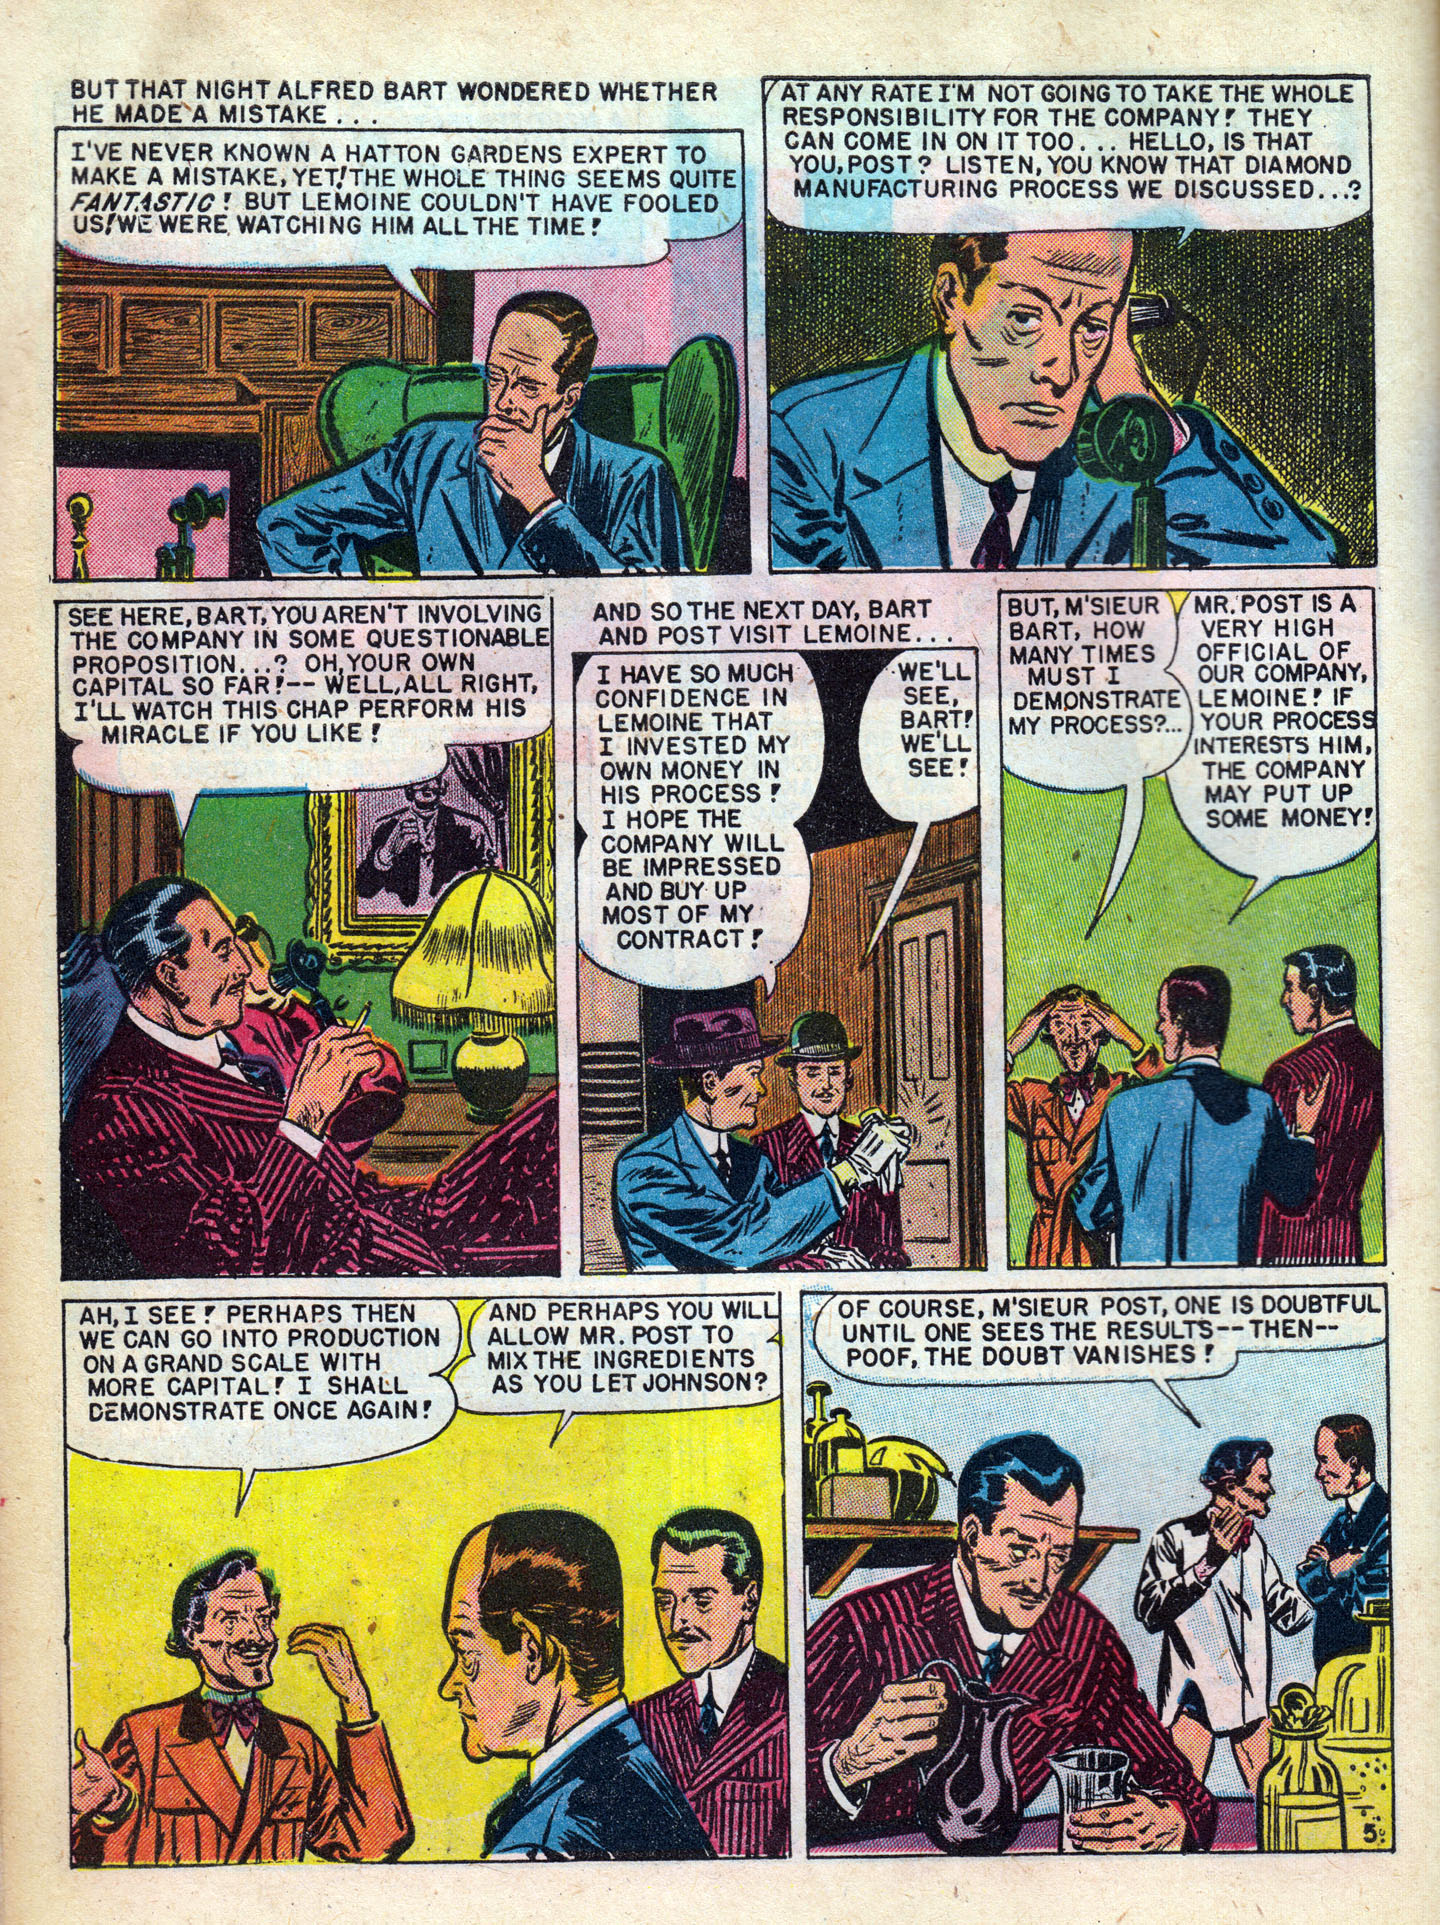 BUT THAT NIGHT ALFRED BART WONDERED WHETHER
HE MADE A MISTAKE . . .
I'VE NEVER KNOWN A HATTON GARDENS EXPERT TO
MAKE A MISTAKE, YET! THE WHOLE THING SEEMS QUITE
FANTASTIC! BUT LEMOINE COULDN'T HAVE FOOLED
US! WE WERE WATCHING HIM ALL THE TIME!
AT ANY RATE I'M NOT GOING TO TAKE THE WHOLE
RESPONSIBILITY FOR THE COMPANY! THEY
CAN COME IN ON IT TOO. . . HELLO, IS THAT
YOU, POST? LISTEN, YOU KNOW THAT DIAMOND
MANUFACTURING PROCESS WE DISCUSSED...?
SEE HERE, BART, YOU AREN'T INVOLVING
THE COMPANY IN SOME QUESTIONABLE
PROPOSITION...? OH, YOUR OWN
CAPITAL SO FAR!-- WELL, ALL RIGHT,
I'LL WATCH THIS CHAP PERFORM HIS
MIRACLE IF YOU LIKE!
AND SO THE NEXT DAY, BART
AND POST VISIT LEMOINE. . .
I HAVE SO MUCH
CONFIDENCE IN
LEMOINE THAT
I INVESTED MY
OWN MONEY IN
HIS PROCESS!
I HOPE THE
COMPANY WILL
BE IMPRESSED
AND BUY UP
MOST OF MY
CONTRACT!
WE'LL
SEE,
BART!
WE'LL
SEE!
BUT, M'SIEUR
BART, HOW
MANY TIMES
MUST I
DEMONSTRATE
MY PROCESS?...
MR. POST IS A
VERY HIGH
OFFICIAL OF
OUR COMPANY,
LEMOINE! IF
YOUR PROCESS
INTERESTS HIM,
THE COMPANY
MAY PUT UP
SOME MONEY!
AH, I SEE! PERHAPS THEN
WE CAN GO INTO PRODUCTION
ON A GRAND SCALE WITH
MORE CAPITAL! I SHALL
DEMONSTRATE ONCE AGAIN!
AND PERHAPS YOU WILL
ALLOW MR. POST TO
MIX THE INGREDIENTS
AS YOU LET JOHNSON?
OF COURSE, M'SIEUR POST, ONE IS DOUBTFUL
UNTIL ONE SEES THE RESULTS-- THEN--
POOF, THE DOUBT VANISHES!
5